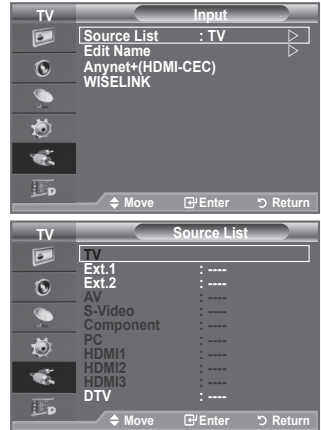 TV Input
Source List : TV
Edit Name
Anynet+(HDMI-CEC)
WISELINK
Move Enter Return
TV Source List
TV
Ext.1 : ----
Ext.2 : ----
AV : ----
S-Video : ----
Component : ----
PC : ----
HDMI1 : ----
HDMI2 : ----
HDMI3 : ----
DTV : ----
Move Enter Return